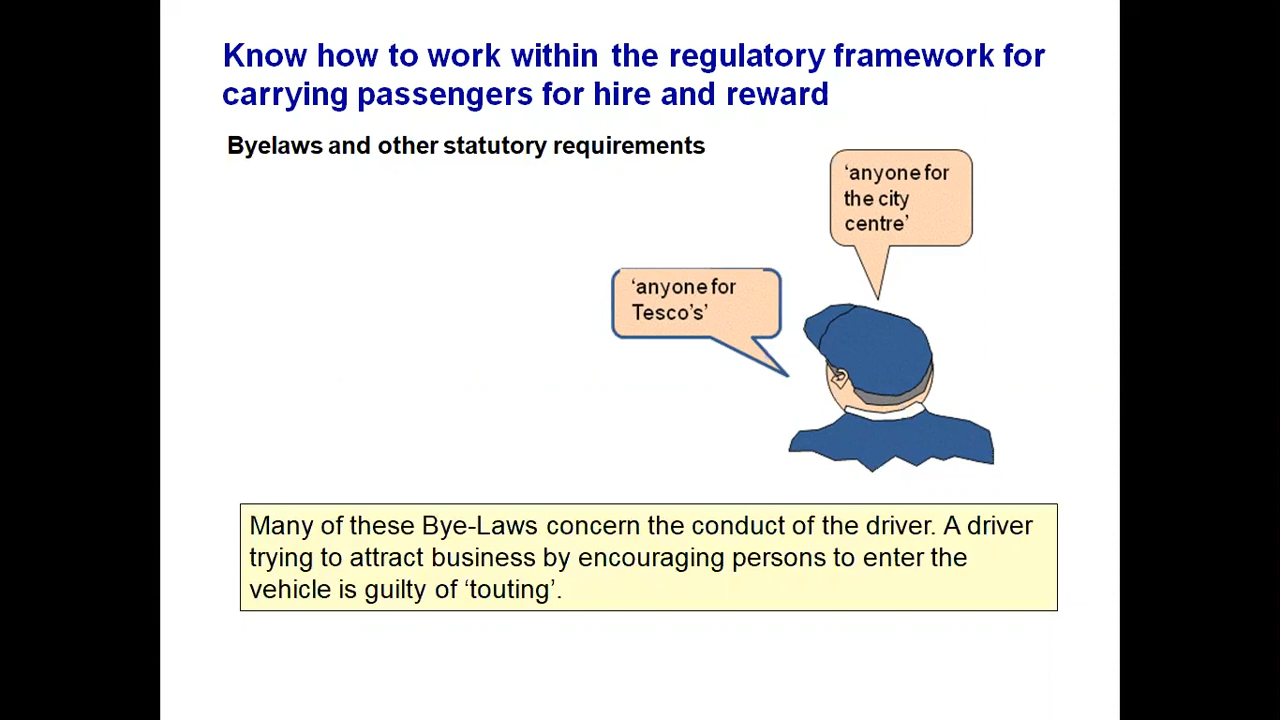 Know how to work within the regulatory framework for
carrying passengers for hire and reward
Byelaws and other statutory requirements
‘anyone for
the city
centre’
‘anyone for
Tesco’s’
Many of these Bye-Laws concern the conduct of the driver. A driver
trying to attract business by encouraging persons to enter the
vehicle is guilty of ‘touting’.